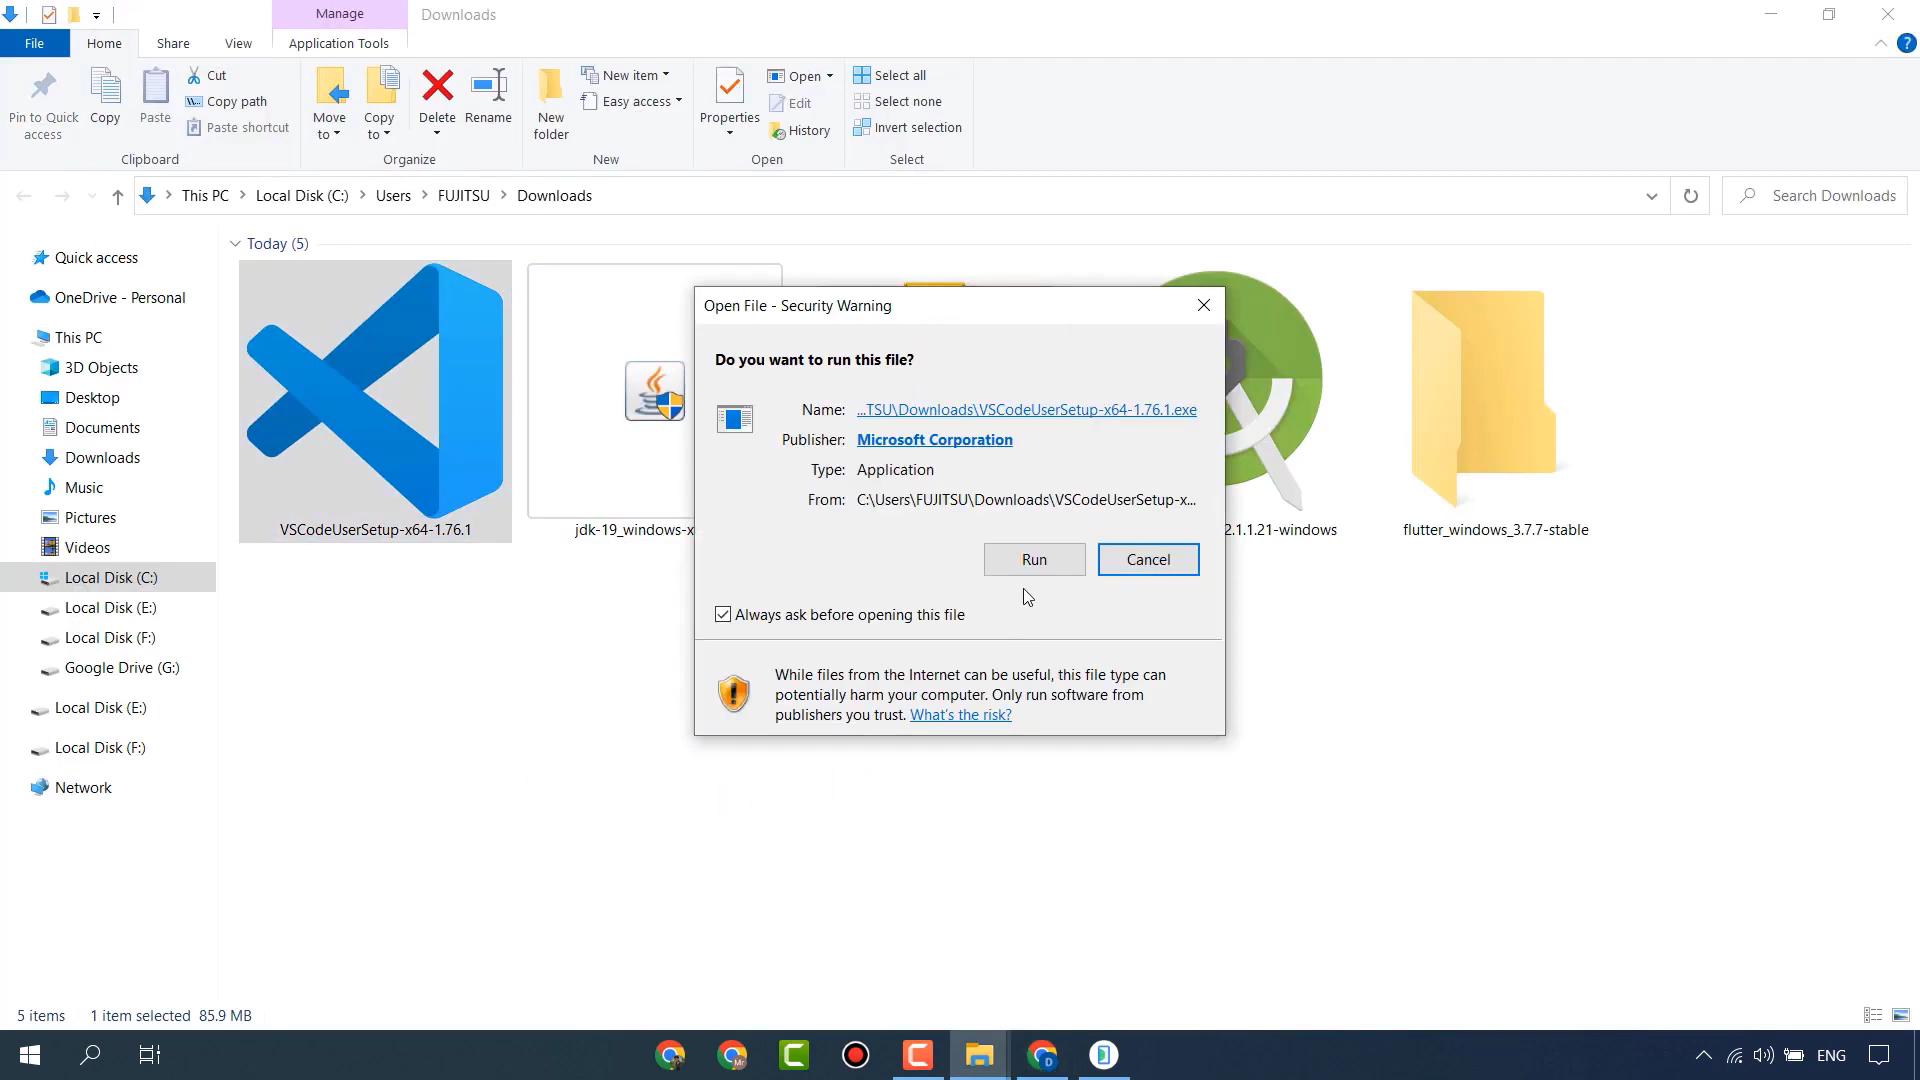 Manage
Downloads
File
Home
Share
View
Application Tools
Pin to Quick
access
Copy
Paste
Cut
Copy path
Paste shortcut
Clipboard
Move
to
Copy
to
Delete
Rename
Organize
New
folder
New item
Easy access
New
Properties
Open
Edit
History
Open
Select all
Select none
Invert selection
Select
This PC
Local Disk (C:)
Users
FUJITSU
Downloads
Search Downloads
Quick access
OneDrive - Personal
This PC
3D Objects
Desktop
Documents
Downloads
Music
Pictures
Videos
Local Disk (C:)
Local Disk (E:)
Local Disk (F:)
Google Drive (G:)
Local Disk (E:)
Local Disk (F:)
Network
Today (5)
VSCodeUserSetup-x64-1.76.1
jdk-19_windows-x
2.1.1.21-windows
flutter_windows_3.7.7-stable
Open File - Security Warning
Do you want to run this file?
Name: ...TSU\Downloads\VSCodeUserSetup-x64-1.76.1.exe
Publisher: Microsoft Corporation
Type: Application
From: C:\Users\FUJITSU\Downloads\VSCodeUserSetup-x...
Run
Cancel
Always ask before opening this file
While files from the Internet can be useful, this file type can
potentially harm your computer. Only run software from
publishers you trust. What's the risk?
5 items
1 item selected 85.9 MB
ENG